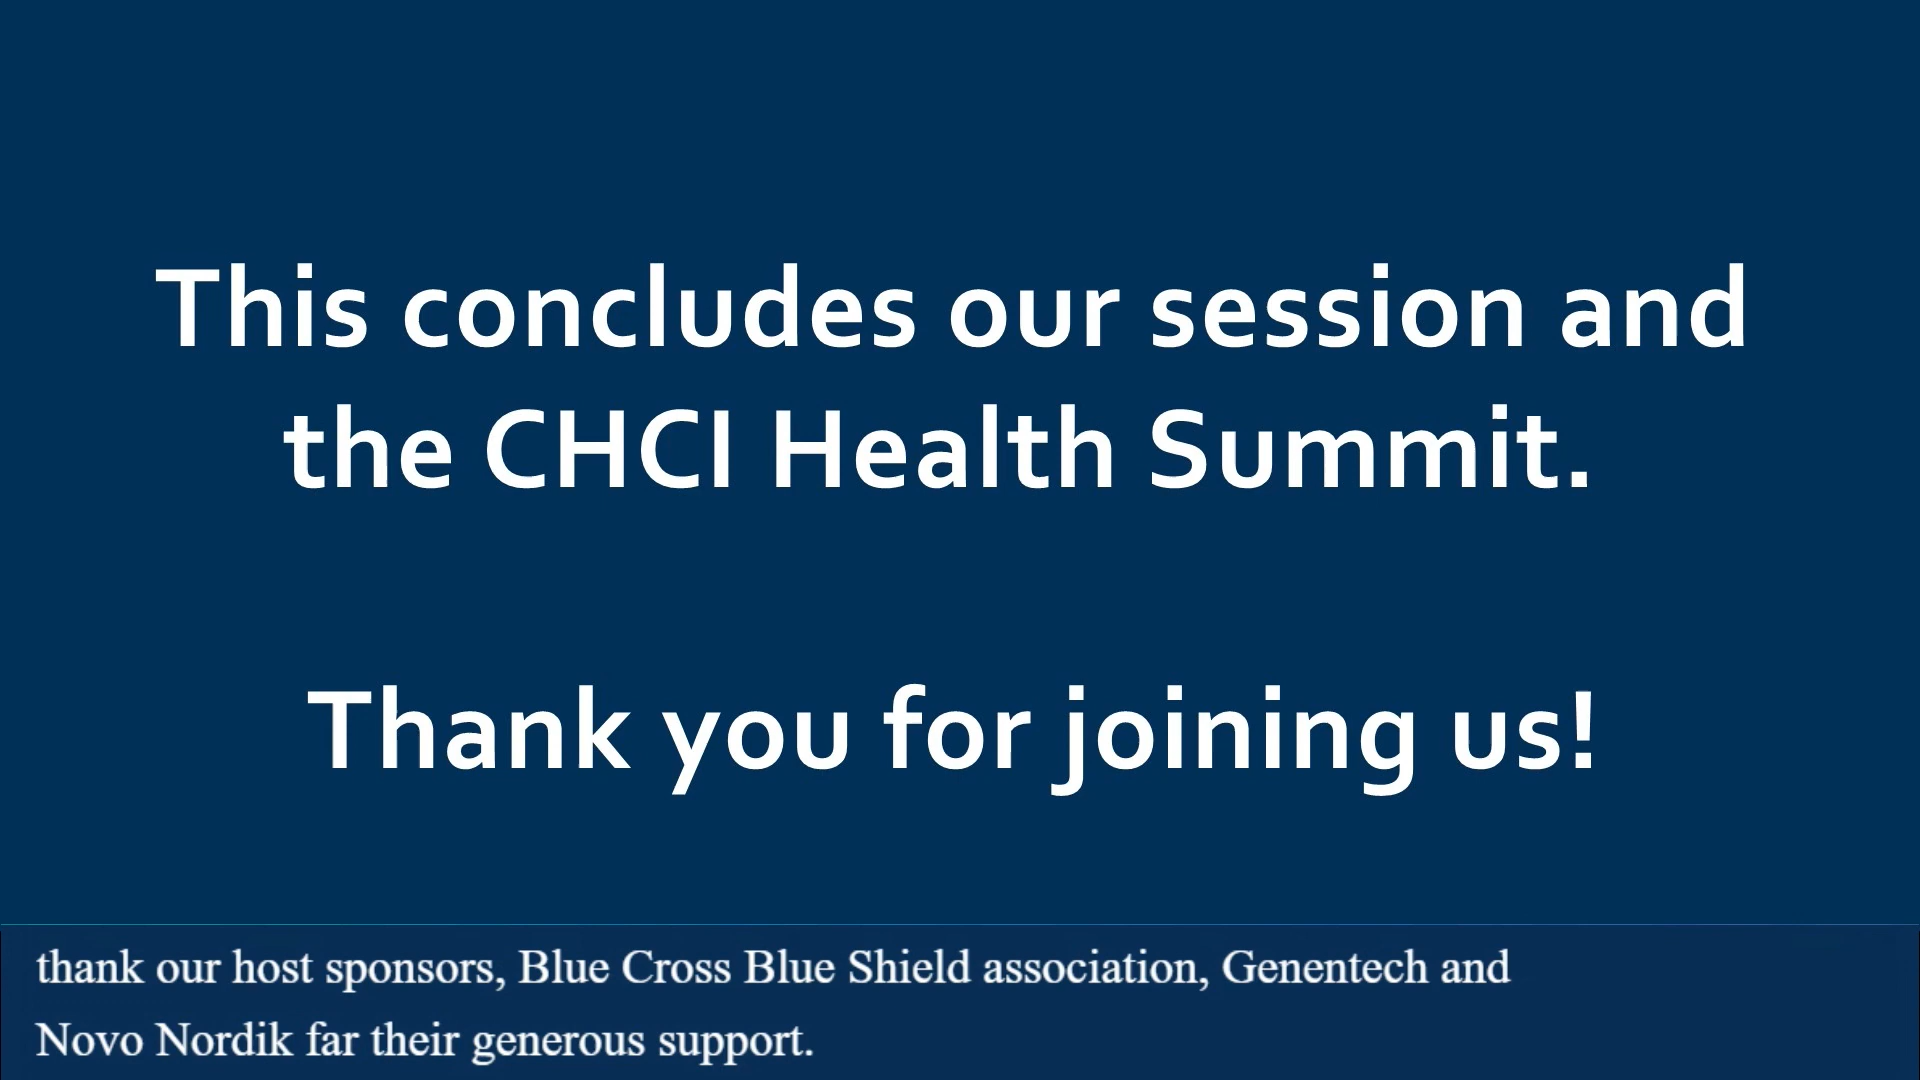 This concludes our session and
the CHCI Health Summit.
Thank you for joining us!
thank our host sponsors, Blue Cross Blue Shield association, Genentech and
Novo Nordik far their generous support.